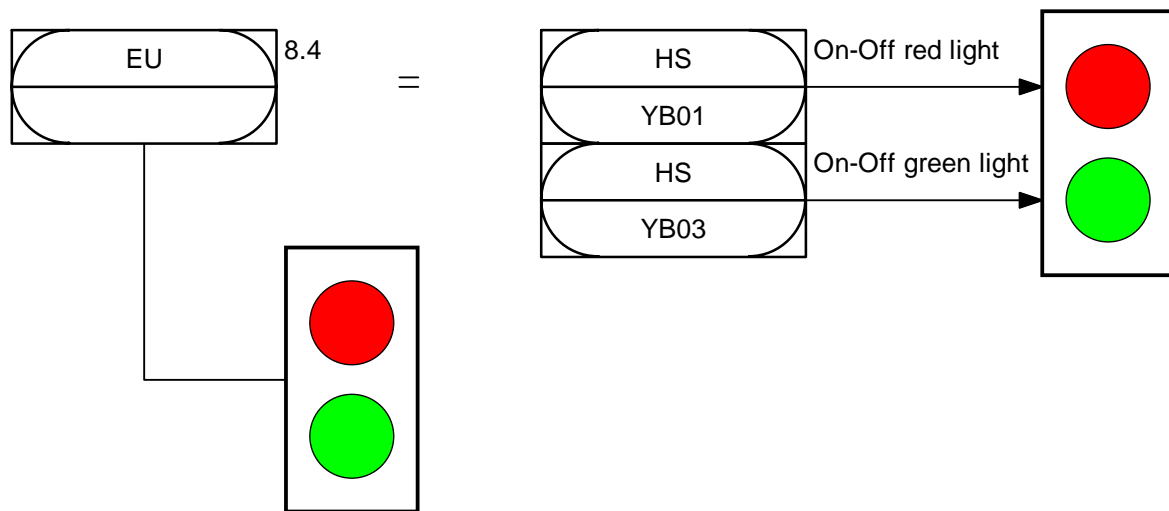 EU
8.4
=
HS
On-Off red light
YB01
On-Off green light
HS
YB03